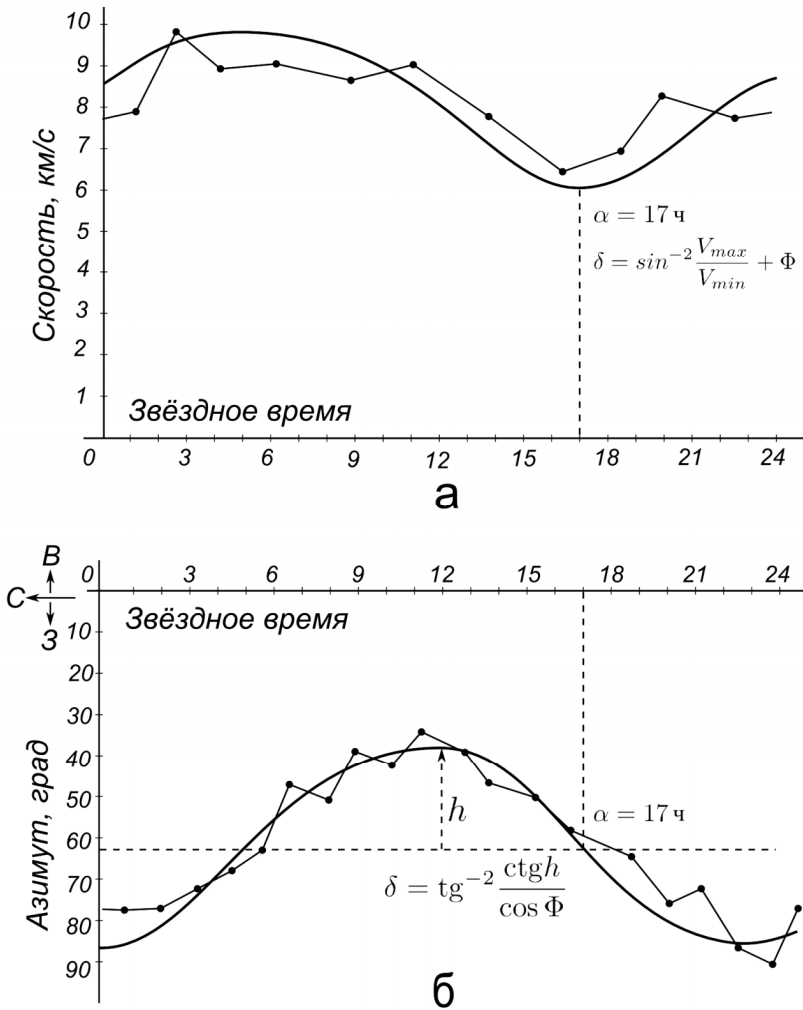 10
9
8
7
6
5
4
3
2
1
Скорость, км/с
α = 17 ч
δ = sin⁻² Vmax/Vmin + Φ
Звёздное время
0 3 6 9 12 15 18 21 24
а
В
С
З
0 3 6 9 12 15 18 21 24
Звёздное время
10
20
30
40
50
60
70
80
90
Азимут, град
h
α = 17 ч
δ = tg⁻² ctgh/cos Φ
б